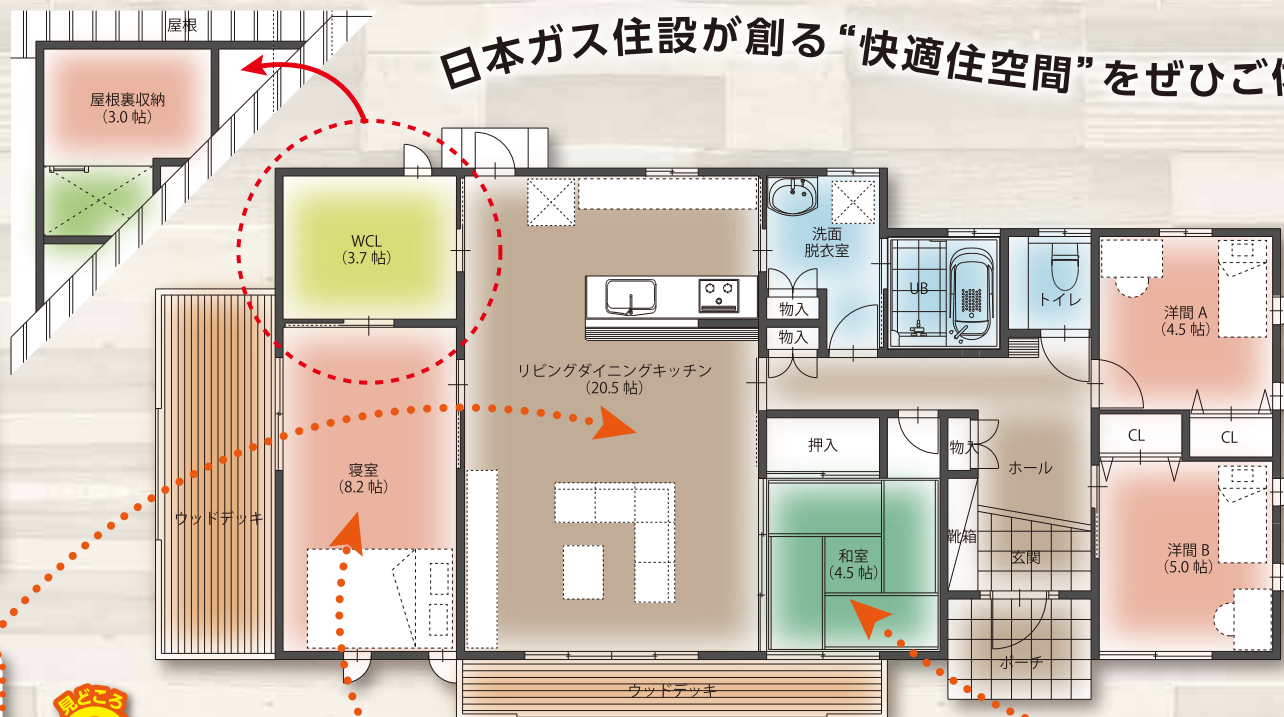 日本ガス住設が創る“快適住空間”をぜひご
屋根
屋根裏収納
(3.0 帖)
WCL
(3.7 帖)
洗面
脱衣室
物入
物入
UB
トイレ
洋間 A
(4.5 帖)
リビングダイニングキッチン
(20.5 帖)
CL
CL
押入
物入
ホール
寝室
(8.2 帖)
ウッドデッキ
靴箱
玄関
和室
(4.5 帖)
洋間 B
(5.0 帖)
ポーチ
ウッドデッキ
見どころ